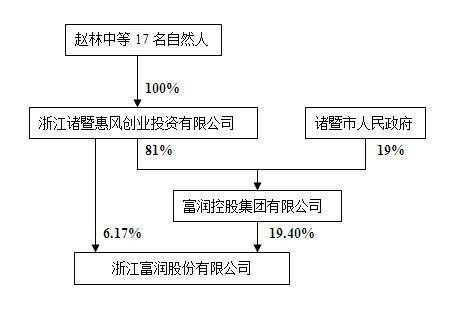 赵林中等 17 名自然人
100%
浙江诸暨惠风创业投资有限公司
诸暨市人民政府
81%
19%
富润控股集团有限公司
6.17%
19.40%
浙江富润股份有限公司